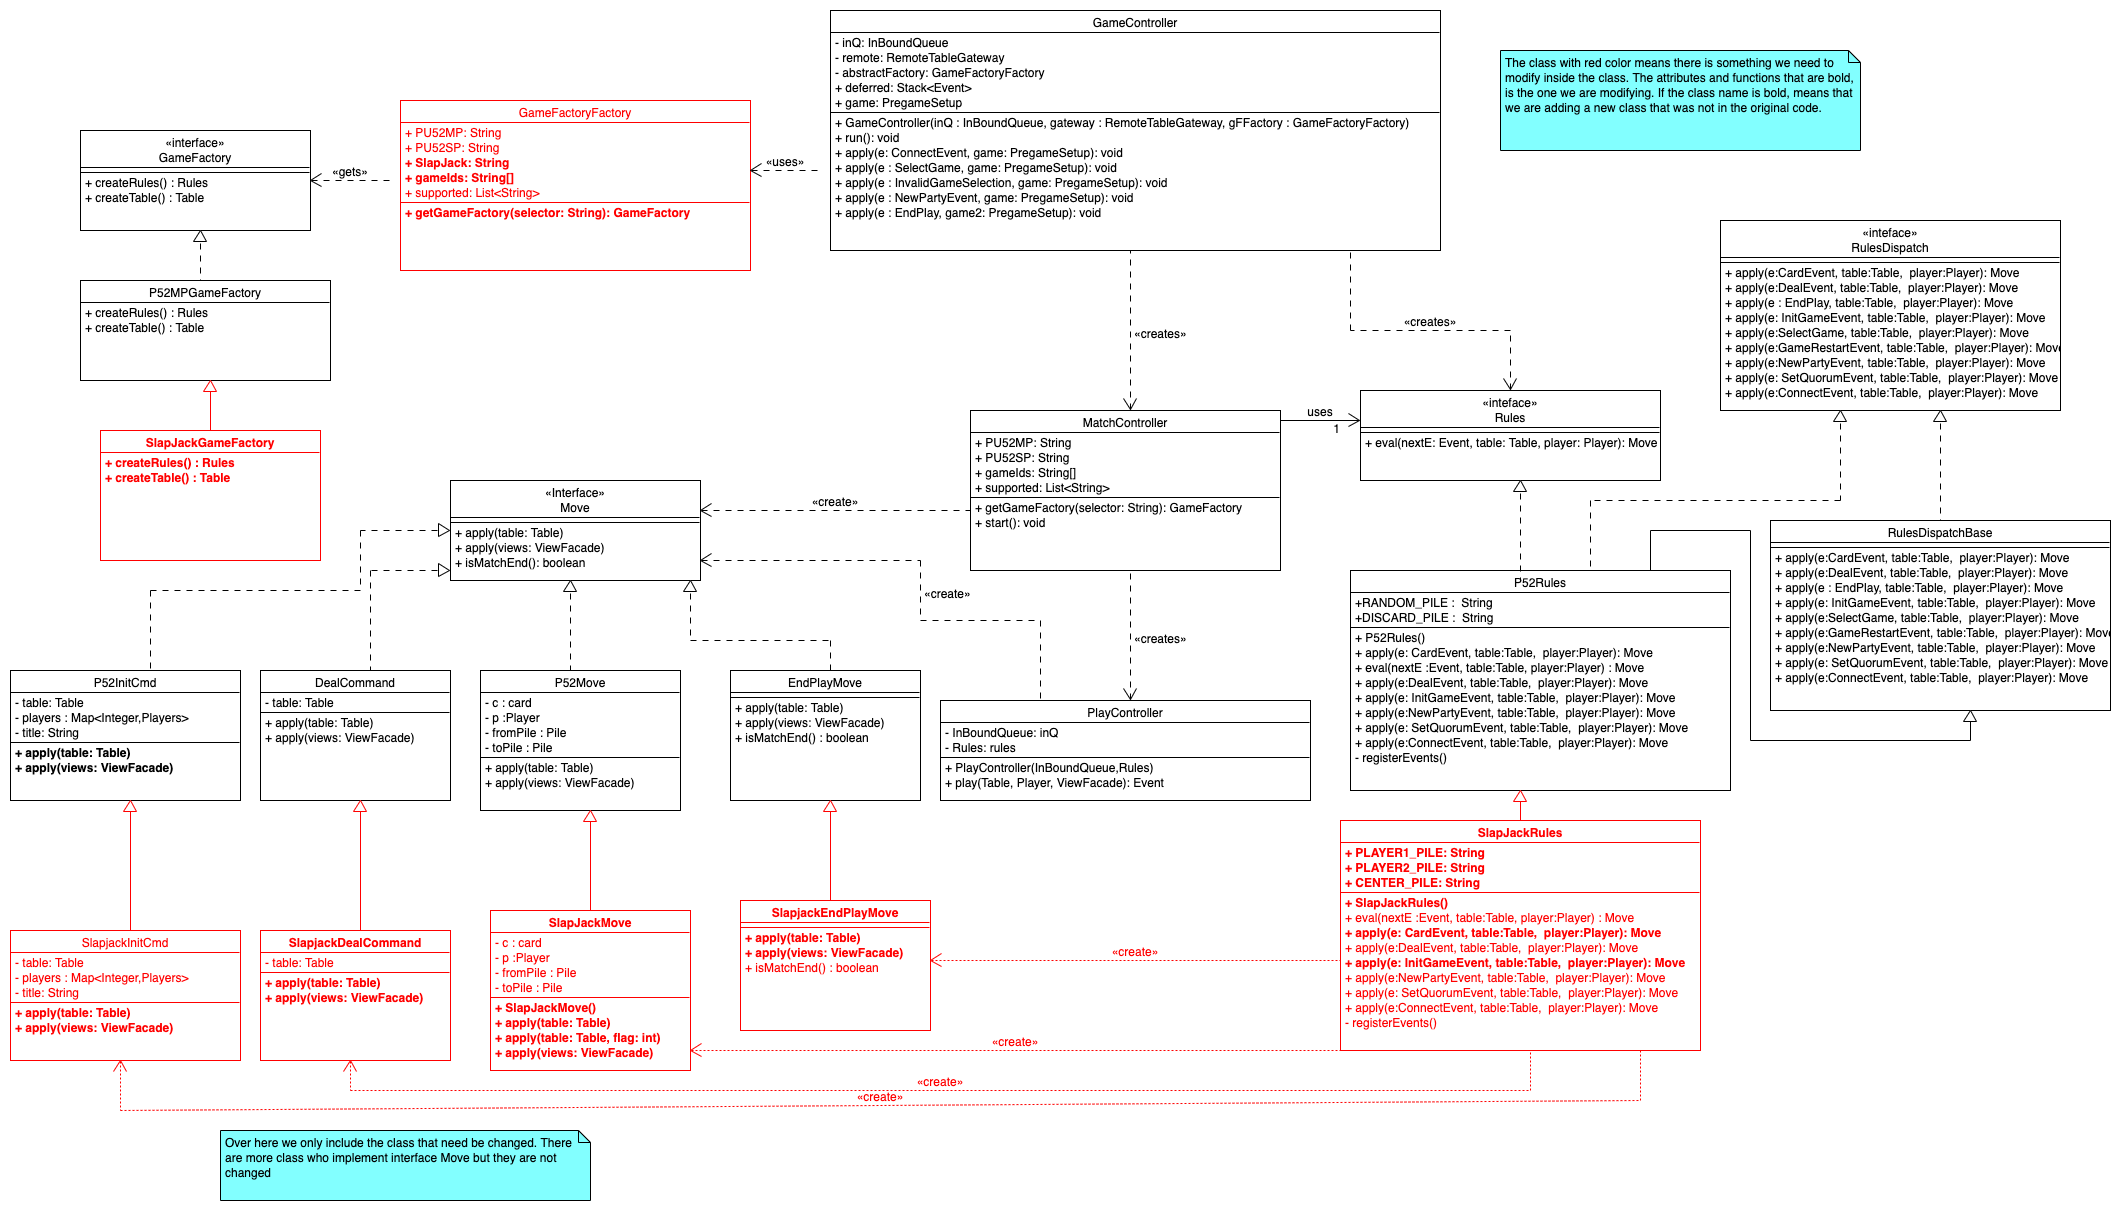 GameController
- inQ: InBoundQueue
- remote: RemoteTableGateway
- abstractFactory: GameFactoryFactory
+ deferred: Stack<Event>
+ game: PregameSetup
+ GameController(inQ : InBoundQueue, gateway : RemoteTableGateway, gFFactory : GameFactoryFactory)
+ run(): void
+ apply(e: ConnectEvent, game: PregameSetup): void
+ apply(e : SelectGame, game: PregameSetup): void
+ apply(e : InvalidGameSelection, game: PregameSetup): void
+ apply(e : NewPartyEvent, game: PregameSetup): void
+ apply(e : EndPlay, game2: PregameSetup): void
The class with red color means there is something we need to
modify inside the class. The attributes and functions that are bold,
is the one we are modifying. If the class name is bold, means that
we are adding a new class that was not in the original code.
GameFactoryFactory
+ PU52MP: String
+ PU52SP: String
+ SlapJack: String
+ gameIds: String[]
+ supported: List<String>
+ getGameFactory(selector: String): GameFactory
«uses»
«gets»
«interface»
GameFactory
+ createRules() : Rules
+ createTable() : Table
P52MPGameFactory
+ createRules() : Rules
+ createTable() : Table
SlapJackGameFactory
+ createRules() : Rules
+ createTable() : Table
«inteface»
RulesDispatch
+ apply(e:CardEvent, table:Table,  player:Player): Move
+ apply(e:DealEvent, table:Table,  player:Player): Move
+ apply(e : EndPlay, table:Table,  player:Player): Move
+ apply(e: InitGameEvent, table:Table,  player:Player): Move
+ apply(e:SelectGame, table:Table,  player:Player): Move
+ apply(e:GameRestartEvent, table:Table,  player:Player): Move
+ apply(e:NewPartyEvent, table:Table,  player:Player): Move
+ apply(e: SetQuorumEvent, table:Table,  player:Player): Move
+ apply(e:ConnectEvent, table:Table,  player:Player): Move
«creates»
«creates»
«inteface»
Rules
+ eval(nextE: Event, table: Table, player: Player): Move
uses
1
MatchController
+ PU52MP: String
+ PU52SP: String
+ gameIds: String[]
+ supported: List<String>
+ getGameFactory(selector: String): GameFactory
+ start(): void
«create»
«Interface»
Move
+ apply(table: Table)
+ apply(views: ViewFacade)
+ isMatchEnd(): boolean
«create»
«creates»
RulesDispatchBase
+ apply(e:CardEvent, table:Table,  player:Player): Move
+ apply(e:DealEvent, table:Table,  player:Player): Move
+ apply(e : EndPlay, table:Table,  player:Player): Move
+ apply(e: InitGameEvent, table:Table,  player:Player): Move
+ apply(e:SelectGame, table:Table,  player:Player): Move
+ apply(e:GameRestartEvent, table:Table,  player:Player): Move
+ apply(e:NewPartyEvent, table:Table,  player:Player): Move
+ apply(e: SetQuorumEvent, table:Table,  player:Player): Move
+ apply(e:ConnectEvent, table:Table,  player:Player): Move
P52Rules
+RANDOM_PILE :  String
+DISCARD_PILE :  String
+ P52Rules()
+ apply(e: CardEvent, table:Table,  player:Player): Move
+ eval(nextE :Event, table:Table, player:Player) : Move
+ apply(e:DealEvent, table:Table,  player:Player): Move
+ apply(e: InitGameEvent, table:Table,  player:Player): Move
+ apply(e:NewPartyEvent, table:Table,  player:Player): Move
+ apply(e: SetQuorumEvent, table:Table,  player:Player): Move
+ apply(e:ConnectEvent, table:Table,  player:Player): Move
- registerEvents()
P52InitCmd
- table: Table
- players : Map<Integer,Players>
- title: String
+ apply(table: Table)
+ apply(views: ViewFacade)
DealCommand
- table: Table
+ apply(table: Table)
+ apply(views: ViewFacade)
P52Move
- c : card
- p :Player
- fromPile : Pile
- toPile : Pile
+ apply(table: Table)
+ apply(views: ViewFacade)
EndPlayMove
+ apply(table: Table)
+ apply(views: ViewFacade)
+ isMatchEnd() : boolean
PlayController
- InBoundQueue: inQ
- Rules: rules
+ PlayController(InBoundQueue,Rules)
+ play(Table, Player, ViewFacade): Event
SlapJackRules
+ PLAYER1_PILE: String
+ PLAYER2_PILE: String
+ CENTER_PILE: String
+ SlapJackRules()
+ eval(nextE :Event, table:Table, player:Player) : Move
+ apply(e: CardEvent, table:Table,  player:Player): Move
+ apply(e:DealEvent, table:Table,  player:Player): Move
+ apply(e: InitGameEvent, table:Table,  player:Player): Move
+ apply(e:NewPartyEvent, table:Table,  player:Player): Move
+ apply(e: SetQuorumEvent, table:Table,  player:Player): Move
+ apply(e:ConnectEvent, table:Table,  player:Player): Move
- registerEvents()
SlapjackInitCmd
- table: Table
- players : Map<Integer,Players>
- title: String
+ apply(table: Table)
+ apply(views: ViewFacade)
SlapjackDealCommand
- table: Table
+ apply(table: Table)
+ apply(views: ViewFacade)
SlapJackMove
- c : card
- p :Player
- fromPile : Pile
- toPile : Pile
+ SlapJackMove()
+ apply(table: Table)
+ apply(table: Table, flag: int)
+ apply(views: ViewFacade)
SlapjackEndPlayMove
+ apply(table: Table)
+ apply(views: ViewFacade)
+ isMatchEnd() : boolean
«create»
«create»
«create»
«create»
Over here we only include the class that need be changed. There
are more class who implement interface Move but they are not
changed